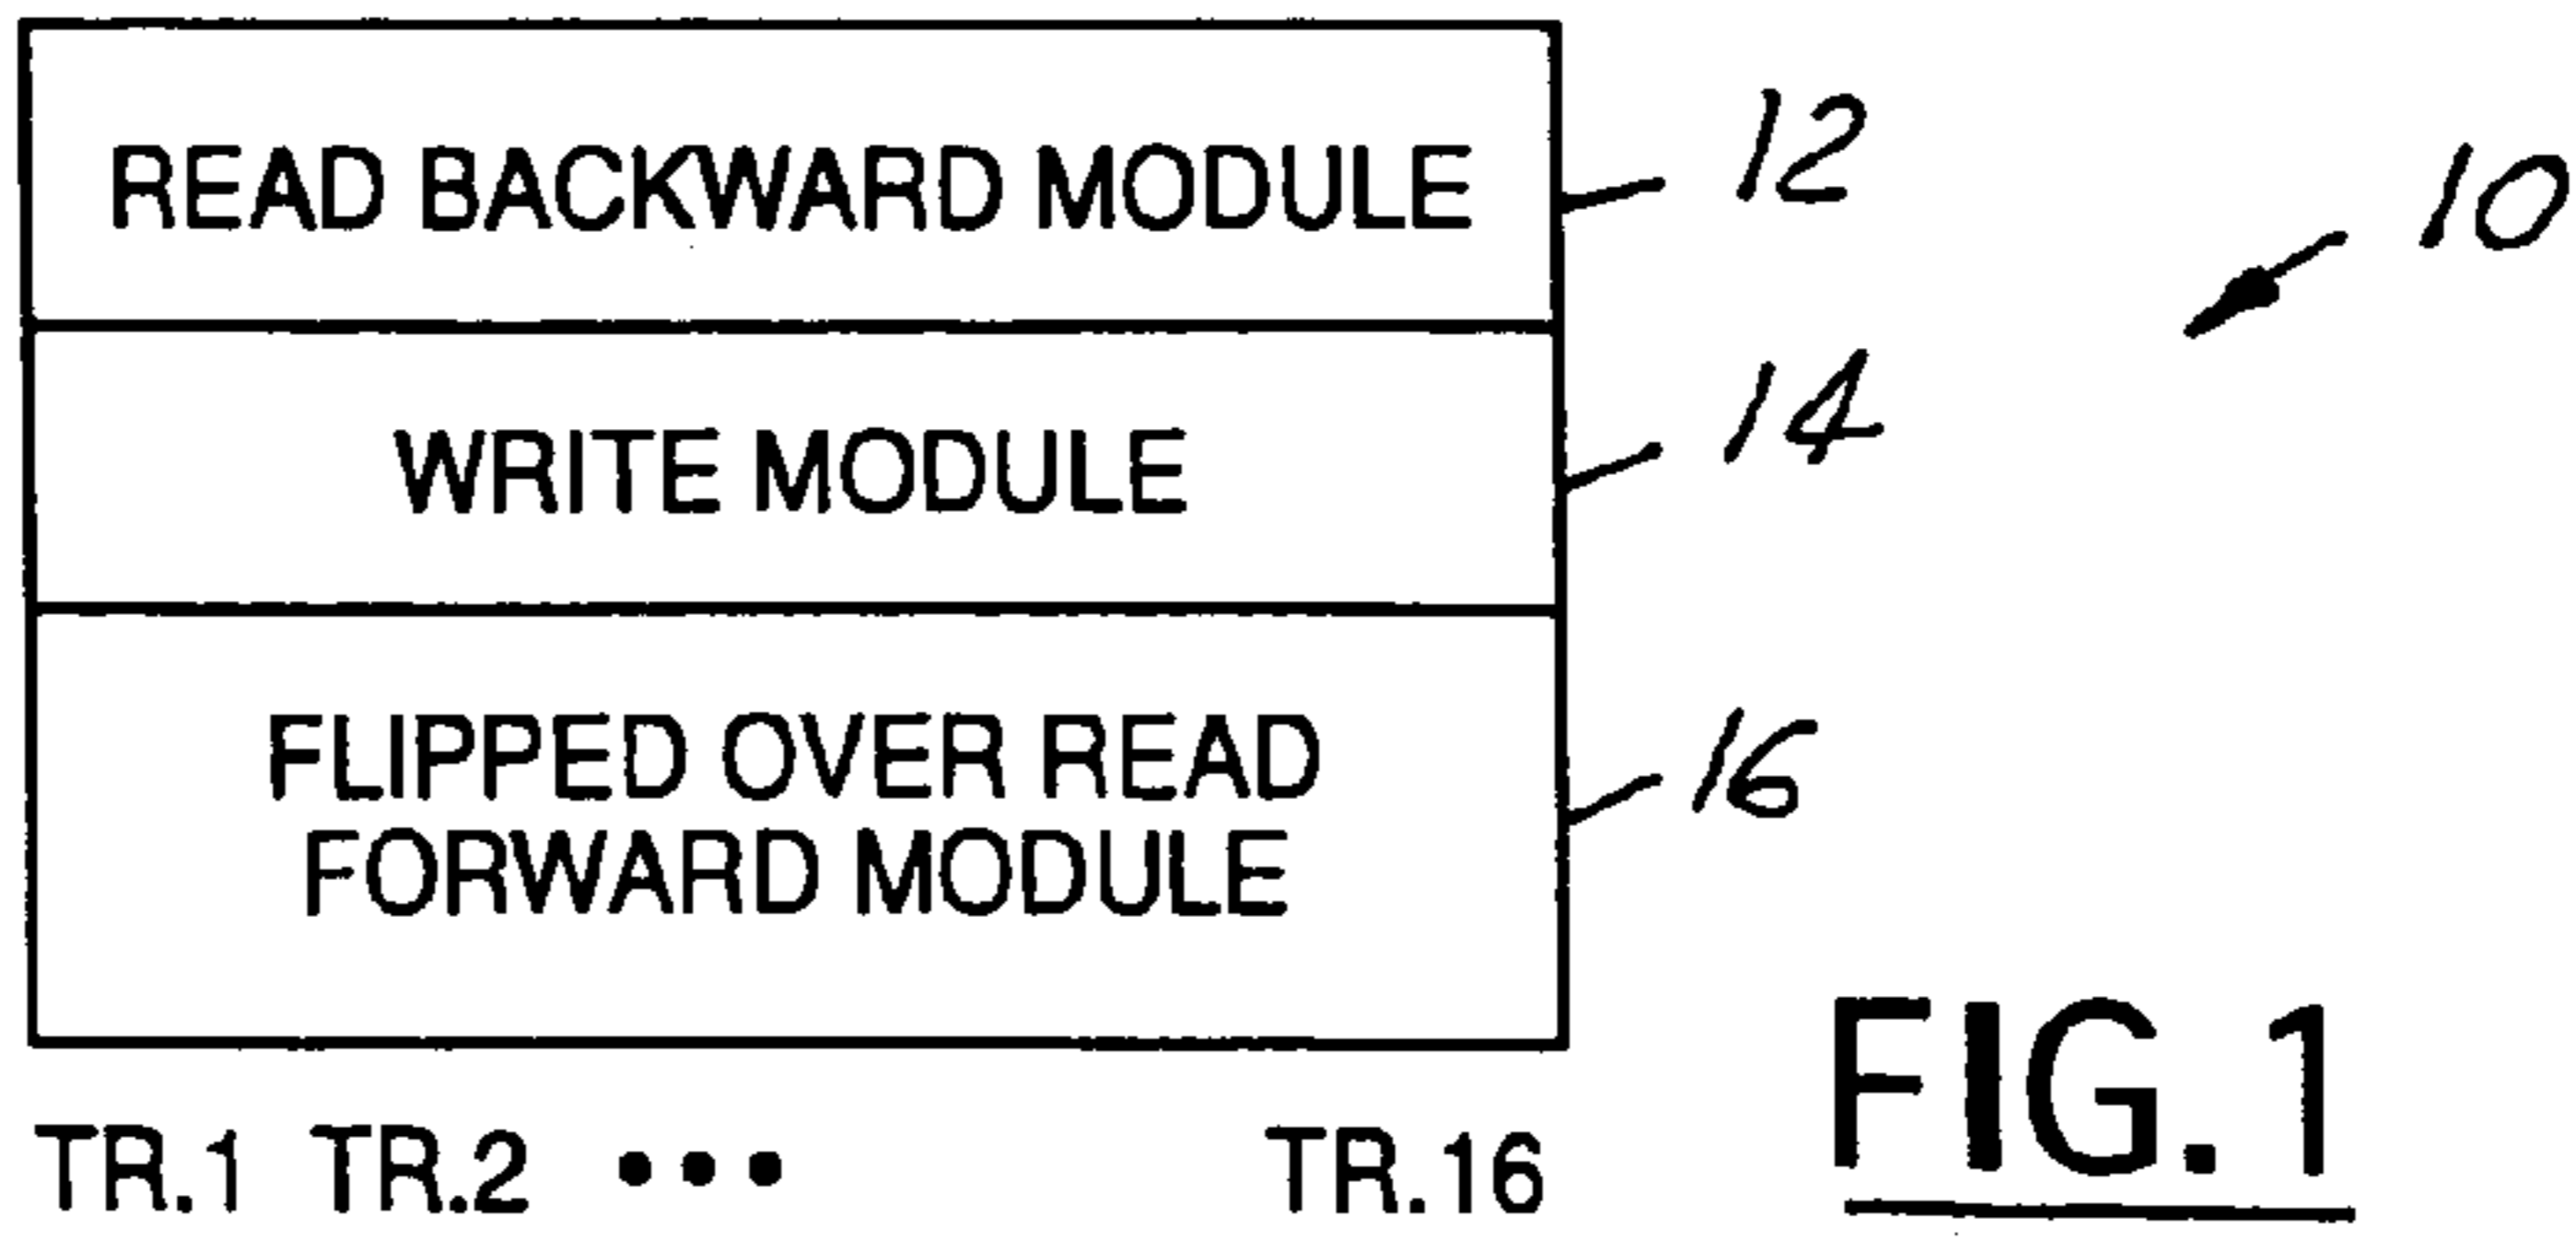 READ BACKWARD MODULE
12
10
WRITE MODULE
14
FLIPPED OVER READ
FORWARD MODULE
16
TR.1 TR.2 ••• TR.16
FIG.1